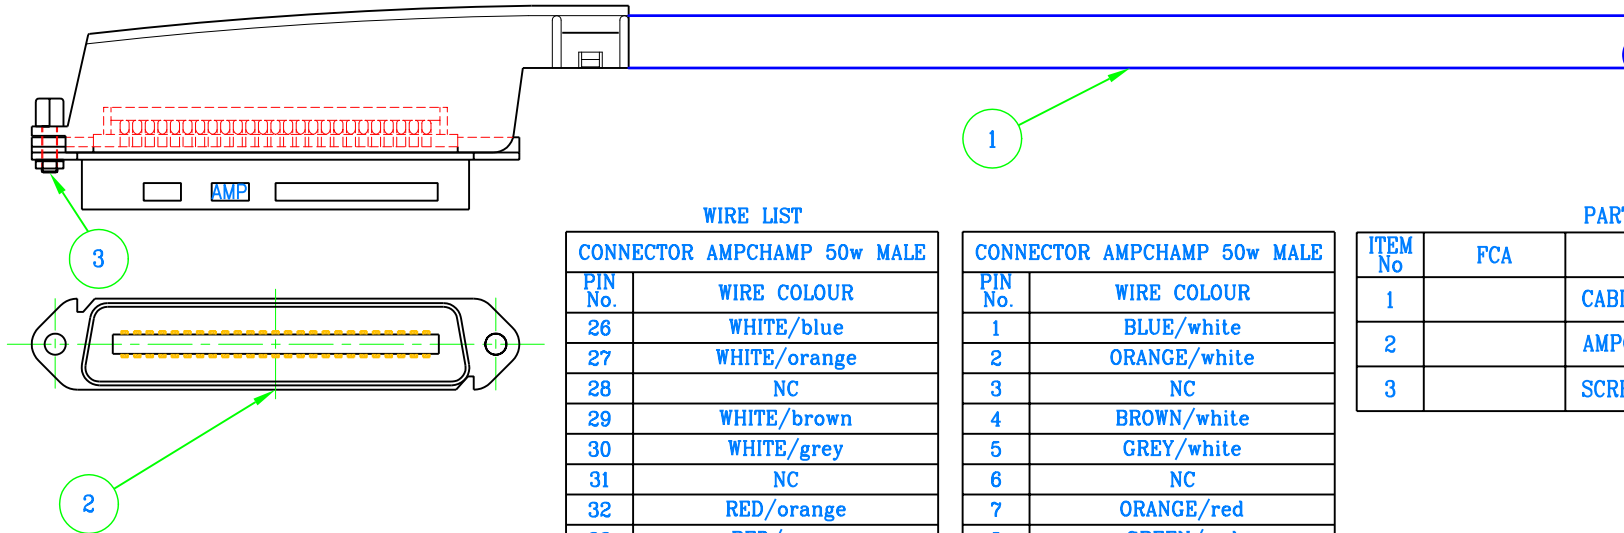 1
AMP
3
2
WIRE LIST
CONNECTOR AMPCHAMP 50w MALE
PIN No. WIRE COLOUR
26 WHITE/blue
27 WHITE/orange
28 NC
29 WHITE/brown
30 WHITE/grey
31 NC
32 RED/orange
CONNECTOR AMPCHAMP 50w MALE
PIN No. WIRE COLOUR
1 BLUE/white
2 ORANGE/white
3 NC
4 BROWN/white
5 GREY/white
6 NC
7 ORANGE/red
PART
ITEM No FCA
1
2
3